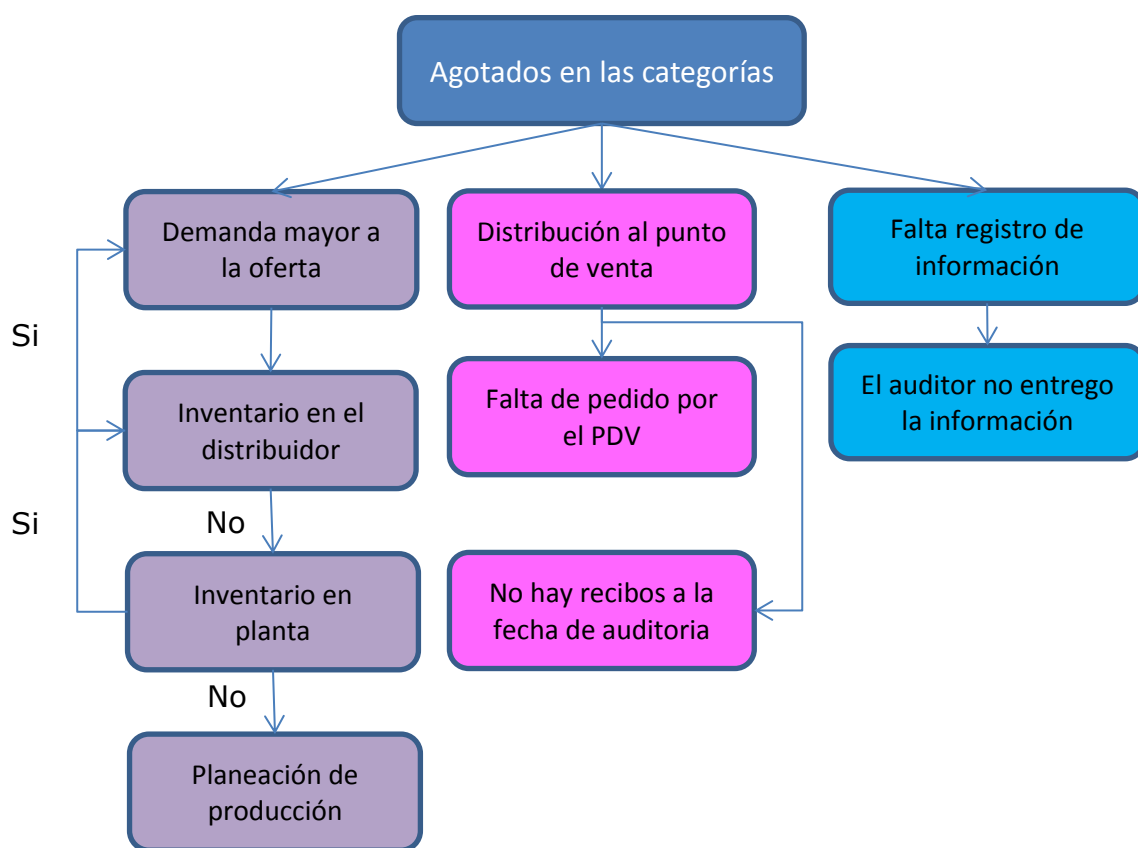 Agotados en las categorías
Demanda mayor a
la oferta
Distribución al punto
de venta
Falta registro de
información
Si
Inventario en el
distribuidor
Falta de pedido por
el PDV
El auditor no entrego
la información
Si
No
Inventario en
planta
No hay recibos a la
fecha de auditoria
No
Planeación de
producción